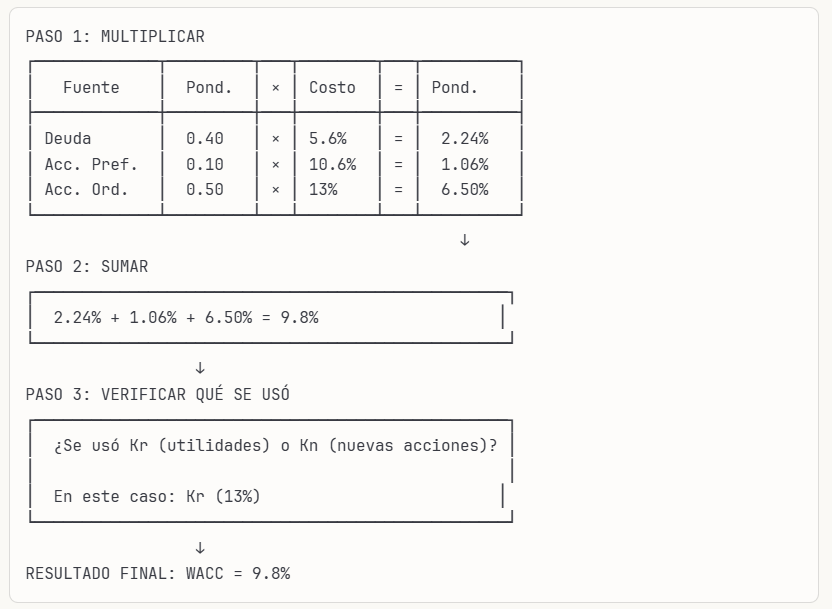 PASO 1: MULTIPLICAR
Fuente Pond. × Costo = Pond.
Deuda 0.40 × 5.6% = 2.24%
Acc. Pref. 0.10 × 10.6% = 1.06%
Acc. Ord. 0.50 × 13% = 6.50%
↓
PASO 2: SUMAR
2.24% + 1.06% + 6.50% = 9.8%
↓
PASO 3: VERIFICAR QUÉ SE USÓ
¿Se usó Kr (utilidades) o Kn (nuevas acciones)?
En este caso: Kr (13%)
↓
RESULTADO FINAL: WACC = 9.8%